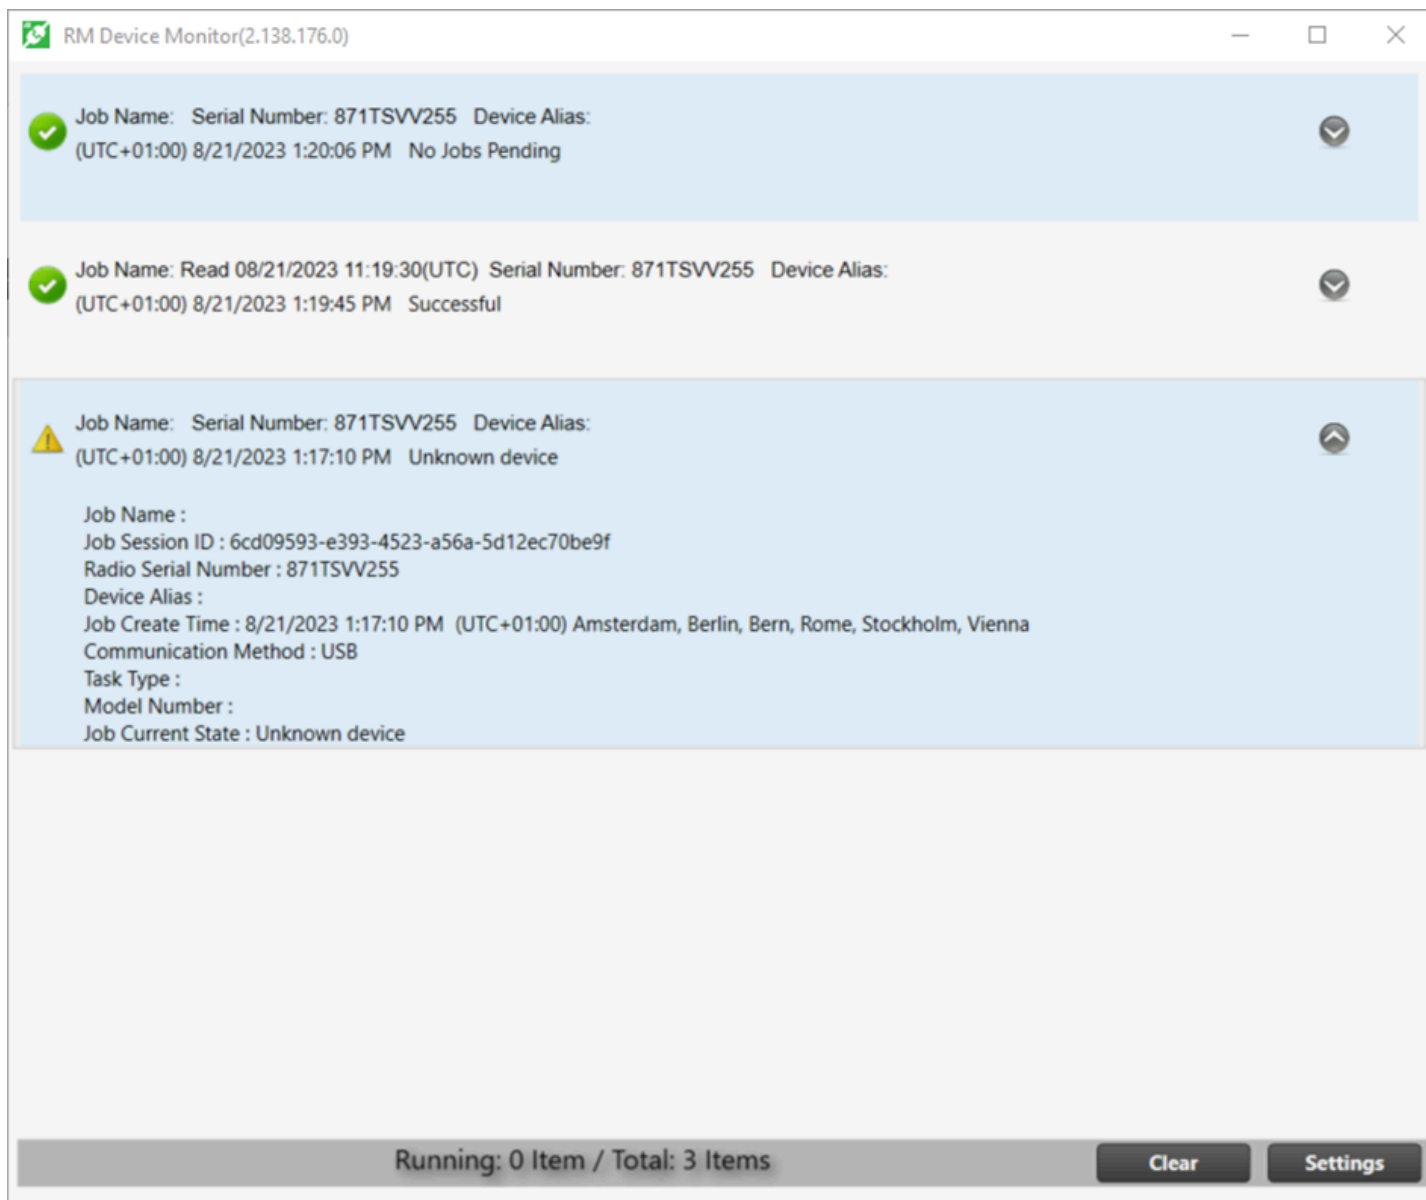 RM Device Monitor(2.138.176.0)
Job Name: Serial Number: 871TSVV255 Device Alias:
(UTC+01:00) 8/21/2023 1:20:06 PM No Jobs Pending
Job Name: Read 08/21/2023 11:19:30(UTC) Serial Number: 871TSVV255 Device Alias:
(UTC+01:00) 8/21/2023 1:19:45 PM Successful
Job Name: Serial Number: 871TSVV255 Device Alias:
(UTC+01:00) 8/21/2023 1:17:10 PM Unknown device
Job Name :
Job Session ID : 6cd09593-e393-4523-a56a-5d12ec70be9f
Radio Serial Number : 871TSVV255
Device Alias :
Job Create Time : 8/21/2023 1:17:10 PM (UTC+01:00) Amsterdam, Berlin, Bern, Rome, Stockholm, Vienna
Communication Method : USB
Task Type :
Model Number :
Job Current State : Unknown device
Running: 0 Item / Total: 3 Items
Clear
Settings